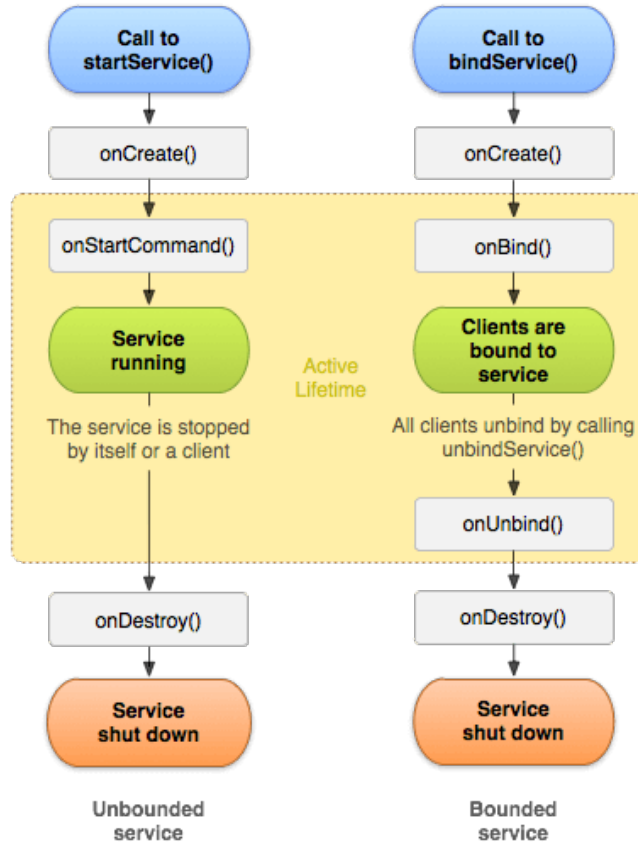 Call to
startService()
onCreate()
onStartCommand()
Service
running
The service is stopped
by itself or a client
onDestroy()
Service
shut down
Unbounded
service
Active
Lifetime
Call to
bindService()
onCreate()
onBind()
Clients are
bound to
service
All clients unbind by calling
unbindService()
onUnbind()
onDestroy()
Service
shut down
Bounded
service